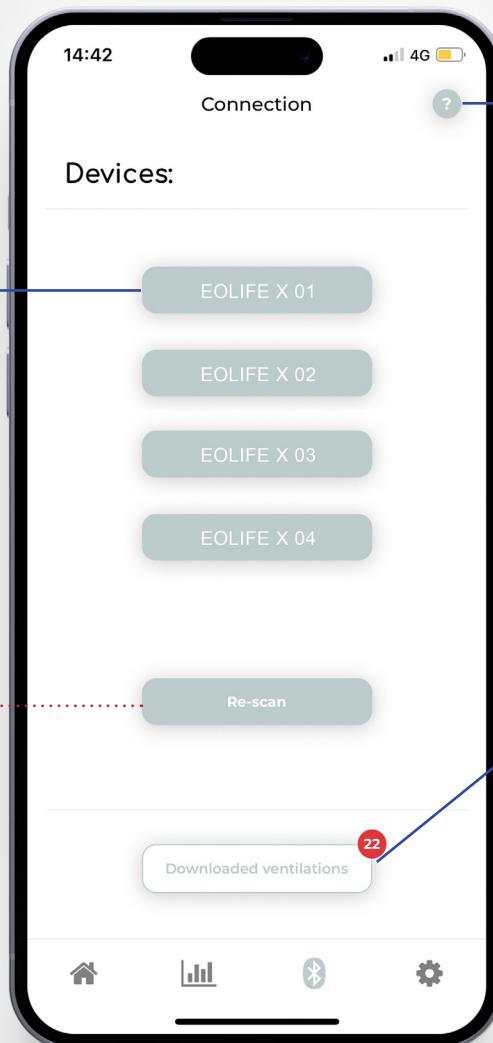 14:42
4G
Connection
?
Devices:
EOLIFE X 01
EOLIFE X 02
EOLIFE X 03
EOLIFE X 04
Re-scan
22
Downloaded ventilations